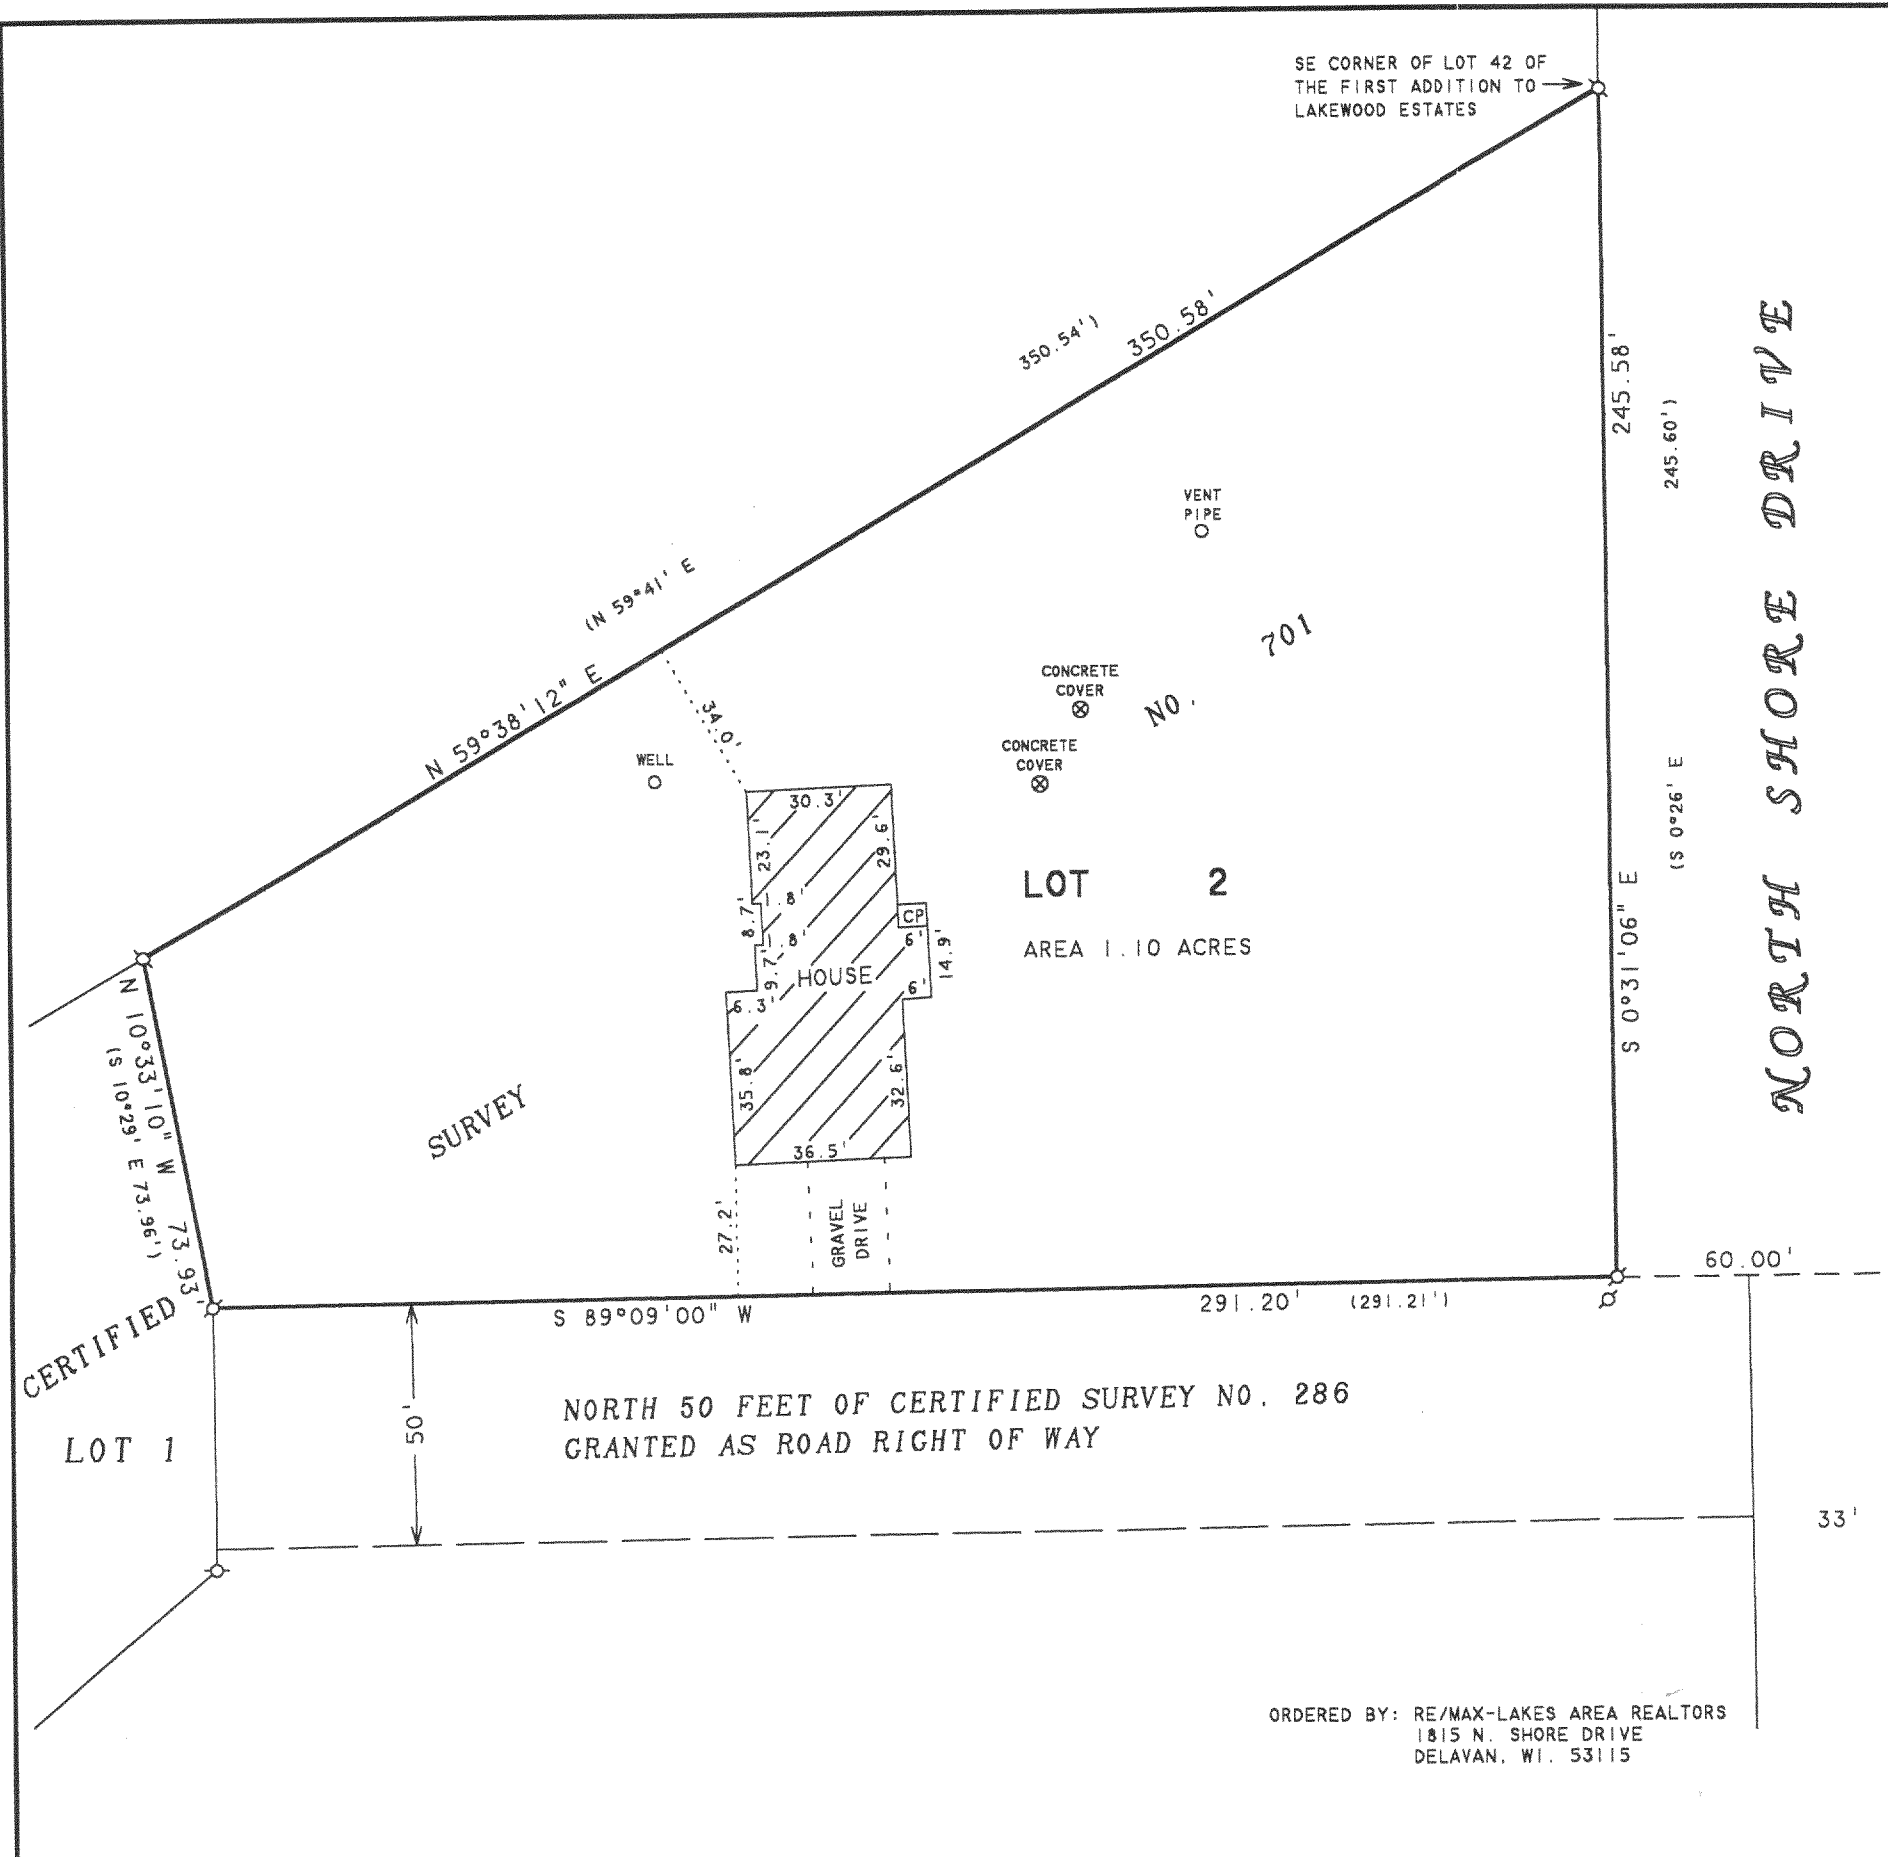 SE CORNER OF LOT 42 OF
THE FIRST ADDITION TO
LAKEWOOD ESTATES
350.54')
350.58'
245.58'
245.60')
NORTH SHORE DRIVE
VENT
PIPE
(N 59°41' E
N 59°38'12" E
701
NO.
CONCRETE
COVER
CONCRETE
COVER
34.0'
WELL
30.3'
23.1'
29.6'
(S 0°26' E
S 0°31'06" E
LOT 2
AREA 1.10 ACRES
1.8'
8.7'
1.8'
CP
6'
14.9'
9.7'
HOUSE
6'
6.3'
35.8'
32.6'
36.5'
N 10°33'10" W 73.93'
(S 10°29' E 73.96')
SURVEY
27.2'
GRAVEL
DRIVE
60.00'
S 89°09'00" W
291.20' (291.21')
CERTIFIED
LOT 1
50'
NORTH 50 FEET OF CERTIFIED SURVEY NO. 286
GRANTED AS ROAD RIGHT OF WAY
33'
ORDERED BY: RE/MAX-LAKES AREA REALTORS
1815 N. SHORE DRIVE
DELAVAN, WI. 53115